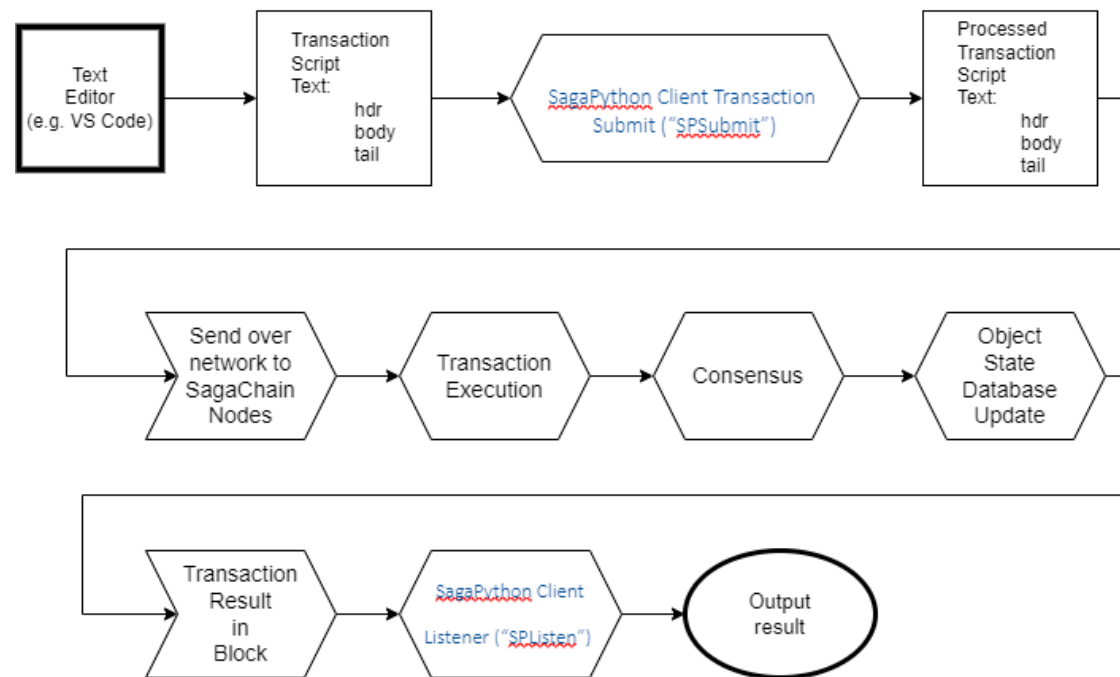 Text
Editor
(e.g. VS Code)
Transaction
Script
Text:
hdr
body
tail
SagaPython Client Transaction
Submit (“SPSubmit”)
Processed
Transaction
Script
Text:
hdr
body
tail
Send over
network to
SagaChain
Nodes
Transaction
Execution
Consensus
Object
State
Database
Update
Transaction
Result
in
Block
SagaPython Client
Listener (“SPListen”)
Output
result